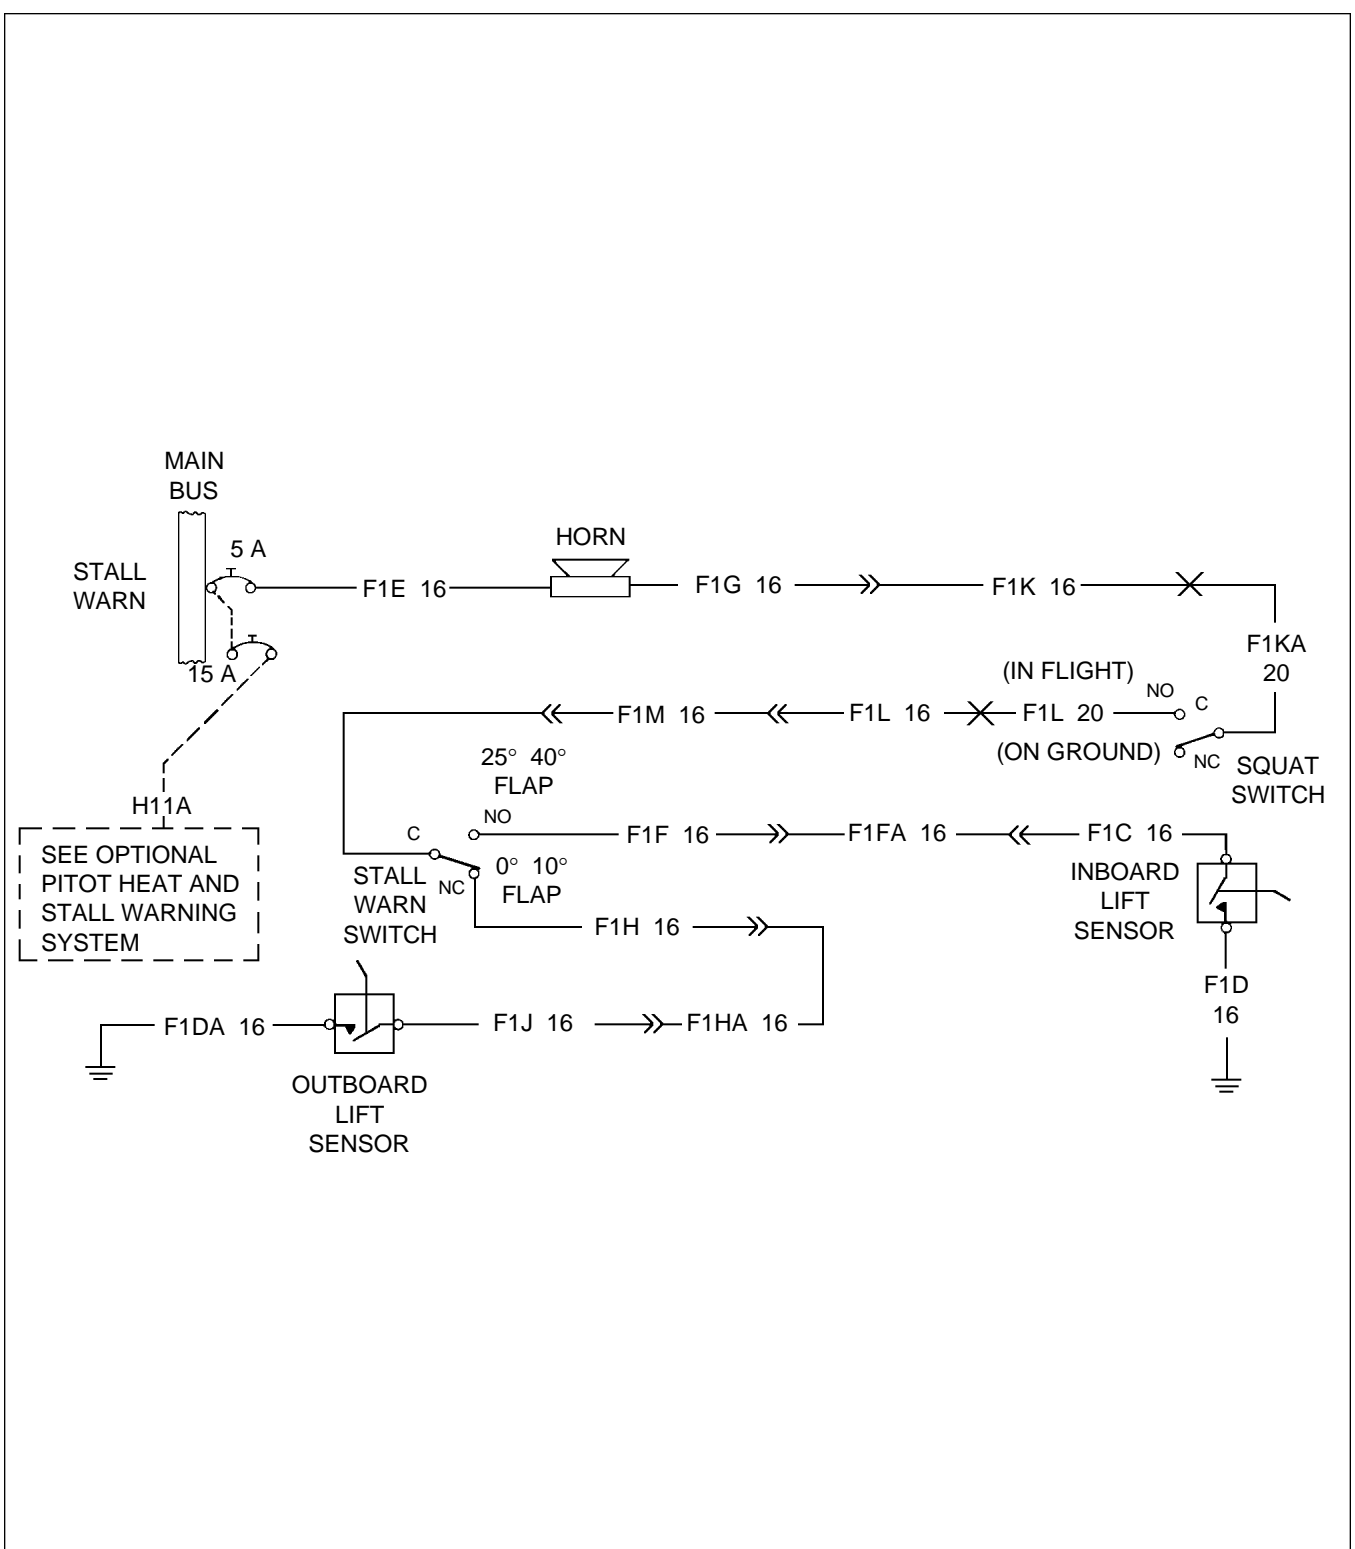 MAIN
BUS
5 A
STALL
WARN
F1E 16
HORN
F1G 16
F1K 16
F1KA
20
15 A
(IN FLIGHT)
NO
C
F1M 16
F1L 16
F1L 20
(ON GROUND)
NC
SQUAT
SWITCH
25° 40°
FLAP
H11A
SEE OPTIONAL
PITOT HEAT AND
STALL WARNING
SYSTEM
C
NO
F1F 16
F1FA 16
F1C 16
0° 10°
FLAP
NC
STALL
WARN
SWITCH
INBOARD
LIFT
SENSOR
F1H 16
F1D
16
F1DA 16
F1J 16
F1HA 16
OUTBOARD
LIFT
SENSOR